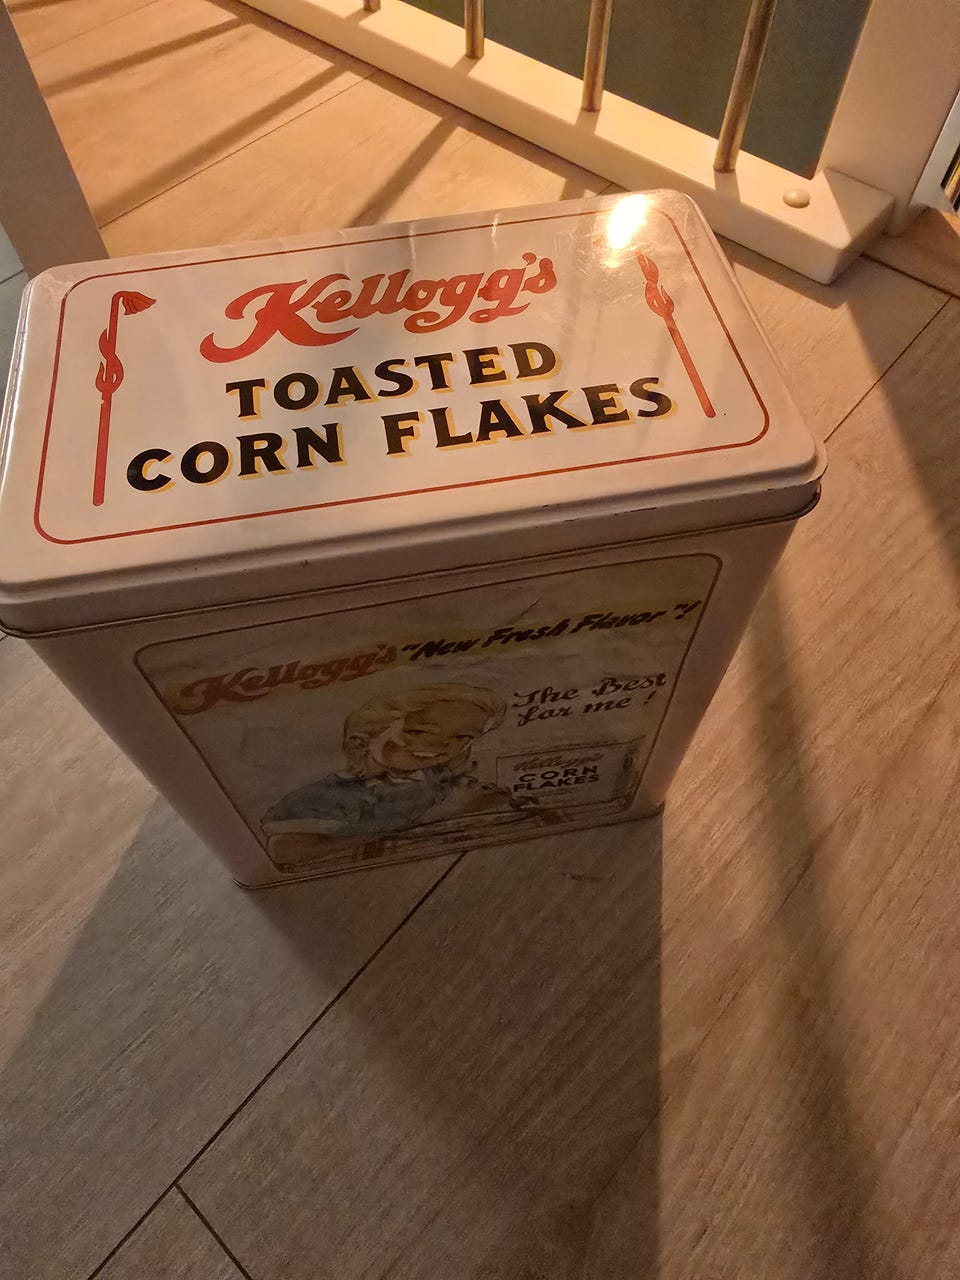 Kellogg's
TOASTED
CORN FLAKES
Kellogg's "New Fresh Flavor"!
The Best
for me!
Kellogg's
CORN
FLAKES